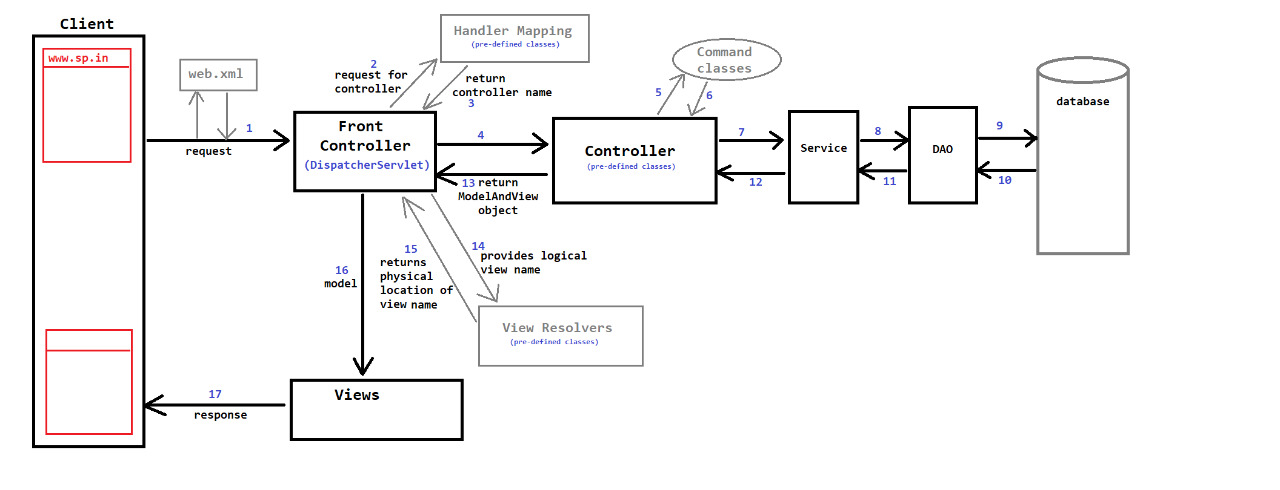 Client
www.sp.in
web.xml
1
request
Handler Mapping
(pre-defined classes)
2
request for
controller
return
controller name
3
Front
Controller
(DispatcherServlet)
4
13 return
ModelAndView
object
Command
classes
5
6
Controller
(pre-defined classes)
7
12
Service
8
11
DAO
9
10
database
14
provides logical
view name
15
returns
physical
location of
view name
16
model
View Resolvers
(pre-defined classes)
Views
17
response